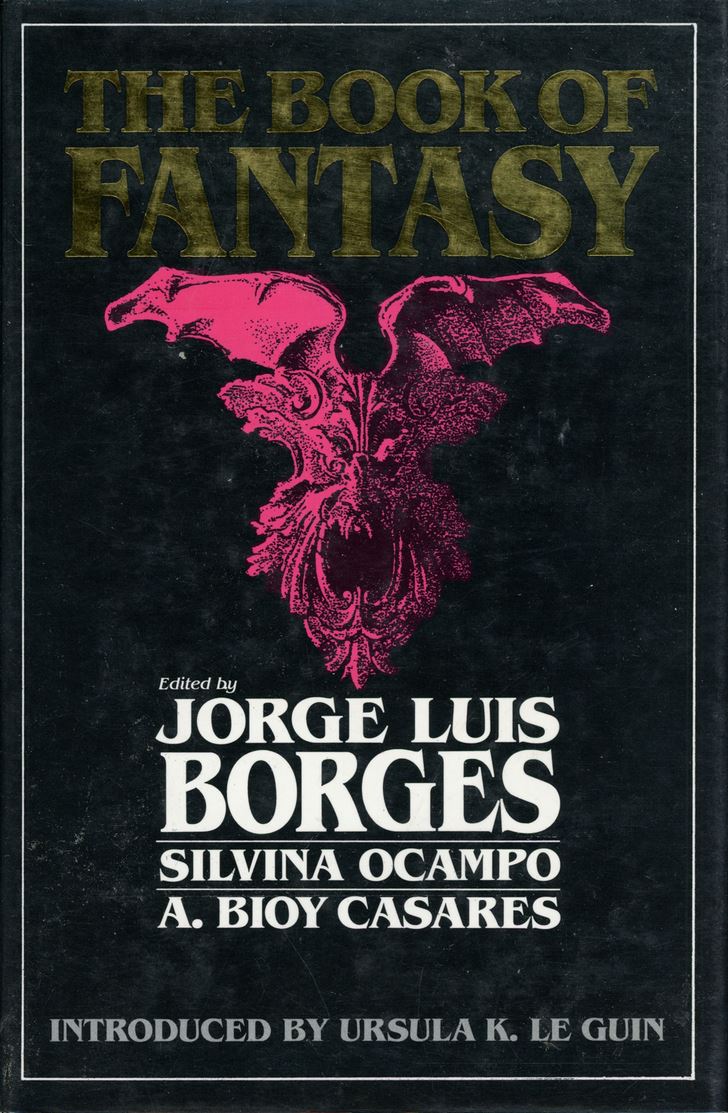 THE BOOK OF
FANTASY
Edited by
JORGE LUIS
BORGES
SILVINA OCAMPO
A. BIOY CASARES
INTRODUCED BY URSULA K. LE GUIN